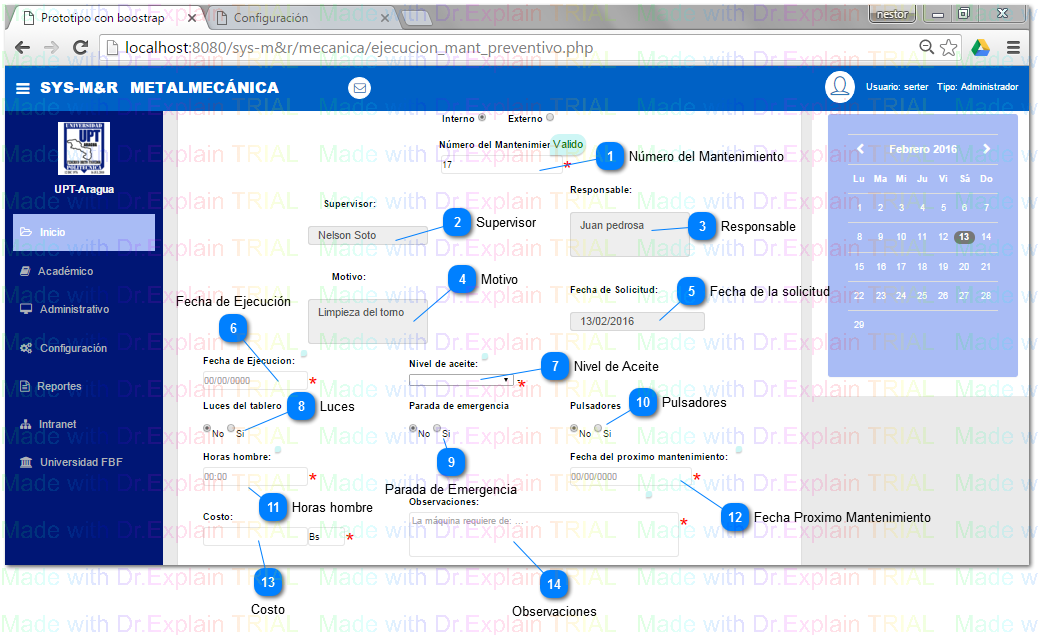 Prototipo con boostrap
Configuración
nestor
localhost:8080/sys-m&r/mecanica/ejecucion_mant_preventivo.php
SYS-M&R METALMECÁNICA
Usuario: serter Tipo: Administrador
UNIVERSIDAD
UPT
ARAGUA
UPT-Aragua
Inicio
Académico
Administrativo
Configuración
Reportes
Intranet
Universidad FBF
Interno Externo
Número del Mantenimier Valido
17 *
1 Número del Mantenimiento
Supervisor:
Nelson Soto
2 Supervisor
Responsable:
Juan pedrosa
3 Responsable
Motivo:
Limpieza del torno
4 Motivo
Fecha de Solicitud:
13/02/2016
5 Fecha de la solicitud
Fecha de Ejecución
6
Fecha de Ejecucion:
00/00/0000 *
Nivel de aceite:
*
7 Nivel de Aceite
Luces del tablero
No Si
8 Luces
Parada de emergencia
No Si
9
Parada de Emergencia
Pulsadores
No Si
10 Pulsadores
Horas hombre:
00:00 *
11 Horas hombre
Fecha del proximo mantenimiento:
00/00/0000 *
12 Fecha Proximo Mantenimiento
Costo:
Bs *
13
Costo
Observaciones:
La máquina requiere de: ... *
14
Observaciones
Febrero 2016
Lu Ma Mi Ju Vi Sá Do
1 2 3 4 5 6 7
8 9 10 11 12 13 14
15 16 17 18 19 20 21
22 23 24 25 26 27 28
29
Made with Dr.Explain TRIAL